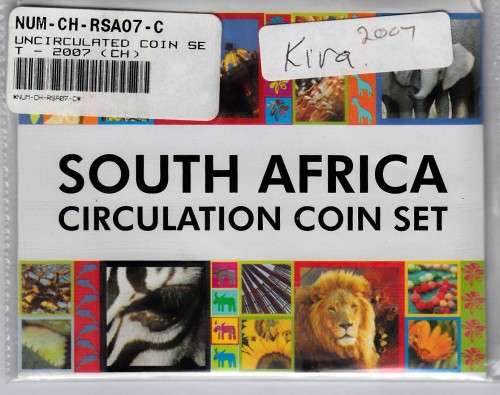 NUM-CH-RSA07-C
UNCIRCULATED COIN SE
T - 2007 (CH)
*NUM-CH-RSA07-C*
Kira.
2007
SOUTH AFRICA
CIRCULATION COIN SET